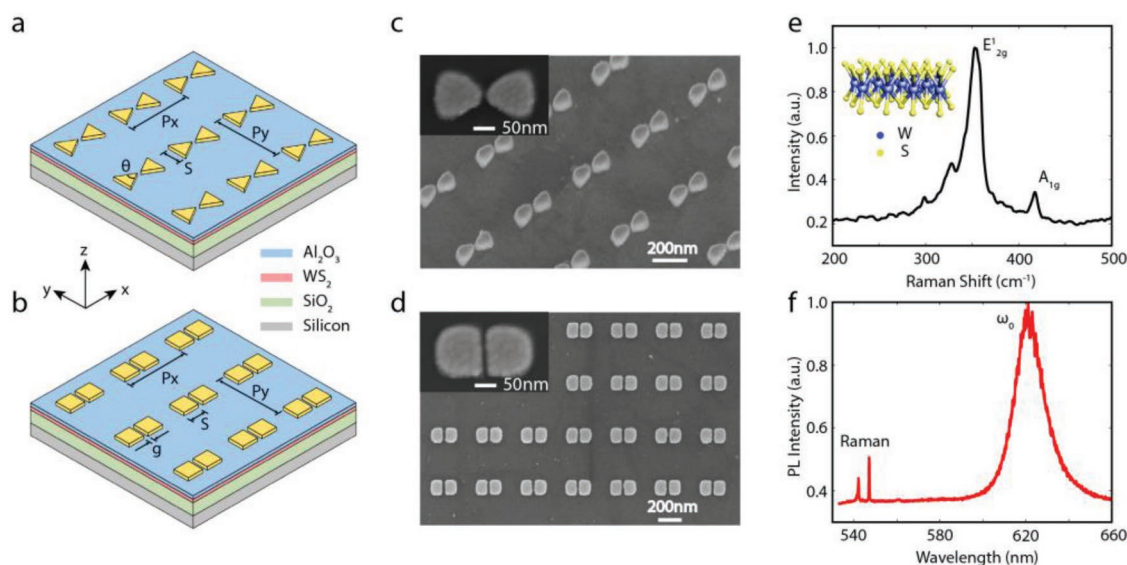 a
Px
Py
S
θ
z
y
x
Al₂O₃
WS₂
SiO₂
Silicon
b
Px
Py
S
g
c
50nm
200nm
d
50nm
200nm
e
1.0
0.8
0.6
0.4
0.2
Intensity (a.u.)
E¹₂g
W
S
A₁g
200
300
400
500
Raman Shift (cm⁻¹)
f
1.0
0.8
0.6
0.4
PL Intensity (a.u.)
ω₀
Raman
540
580
620
660
Wavelength (nm)